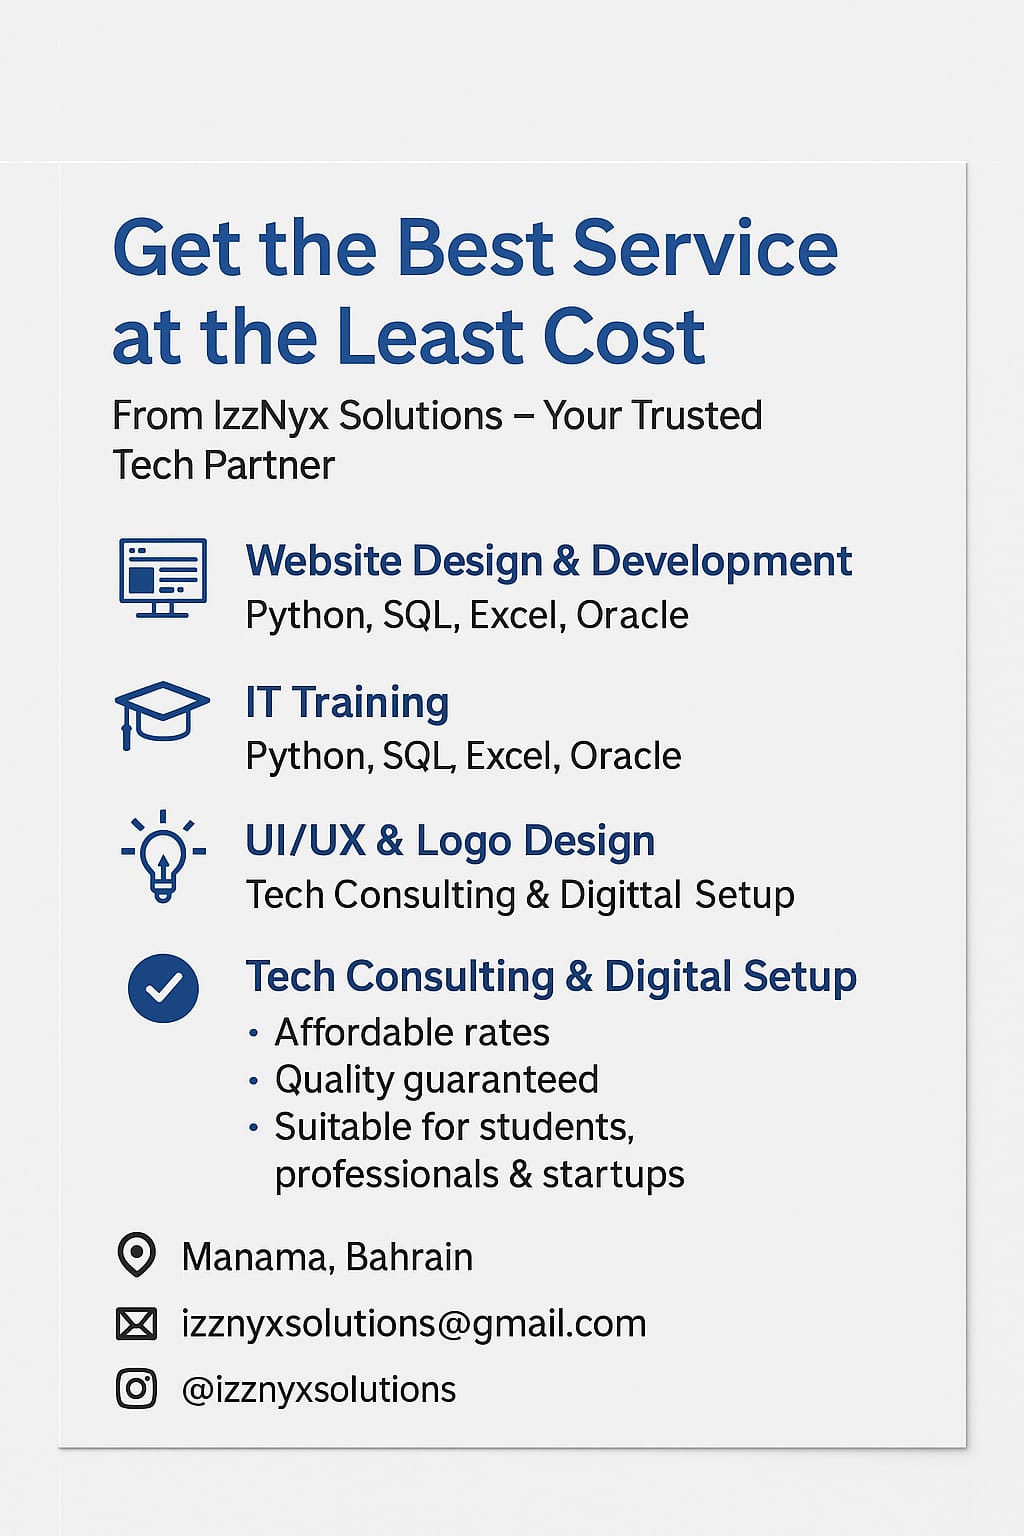 Get the Best Service
at the Least Cost
From IzzNyx Solutions – Your Trusted
Tech Partner
Website Design & Development
Python, SQL, Excel, Oracle
IT Training
Python, SQL, Excel, Oracle
UI/UX & Logo Design
Tech Consulting & Digittal Setup
Tech Consulting & Digital Setup
• Affordable rates
• Quality guaranteed
• Suitable for students,
professionals & startups
Manama, Bahrain
izznyxsolutions@gmail.com
@izznyxsolutions